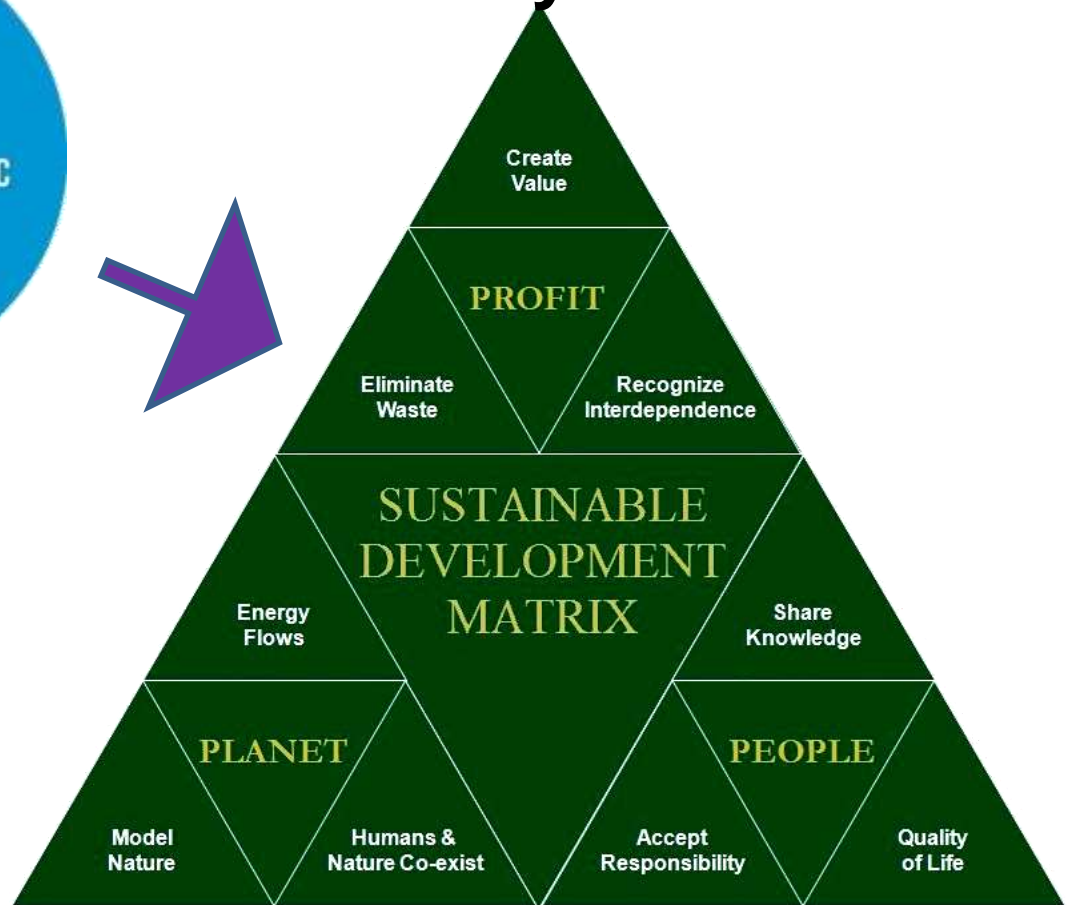 Create
Value
PROFIT
Eliminate
Waste
Recognize
Interdependence
SUSTAINABLE
DEVELOPMENT
MATRIX
Energy
Flows
Share
Knowledge
PLANET
PEOPLE
Model
Nature
Humans &
Nature Co-exist
Accept
Responsibility
Quality
of Life